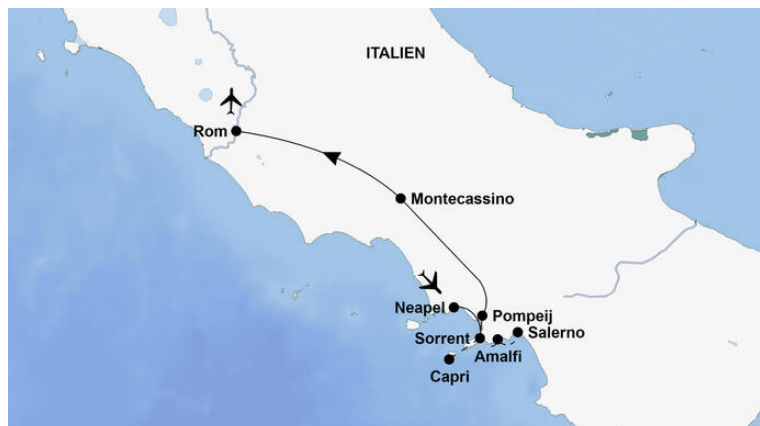 ITALIEN
Rom
Montecassino
Neapel
Pompeij
Sorrent
Salerno
Amalfi
Capri